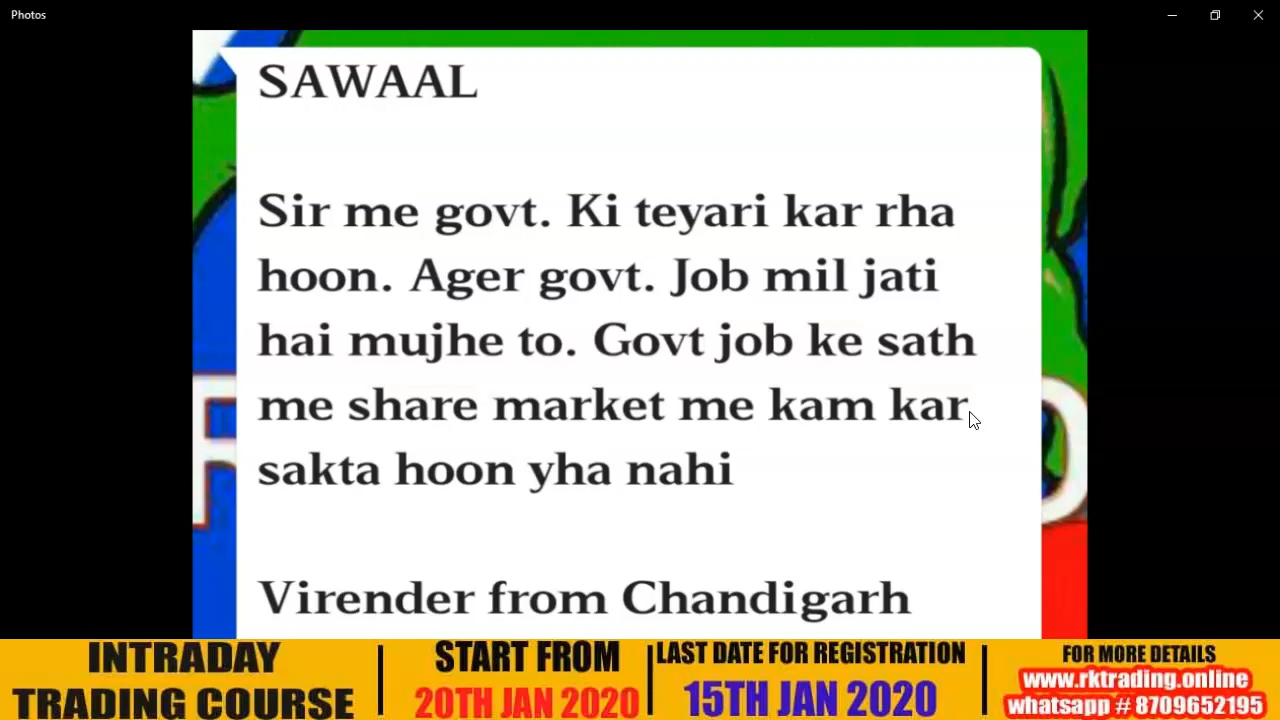 Photos
SAWAAL
Sir me govt. Ki teyari kar rha
hoon. Ager govt. Job mil jati
hai mujhe to. Govt job ke sath
me share market me kam kar
sakta hoon yha nahi
Virender from Chandigarh
INTRADAY
TRADING COURSE
START FROM
20TH JAN 2020
LAST DATE FOR REGISTRATION
15TH JAN 2020
FOR MORE DETAILS
www.rktrading.online
whatsapp # 8709652195